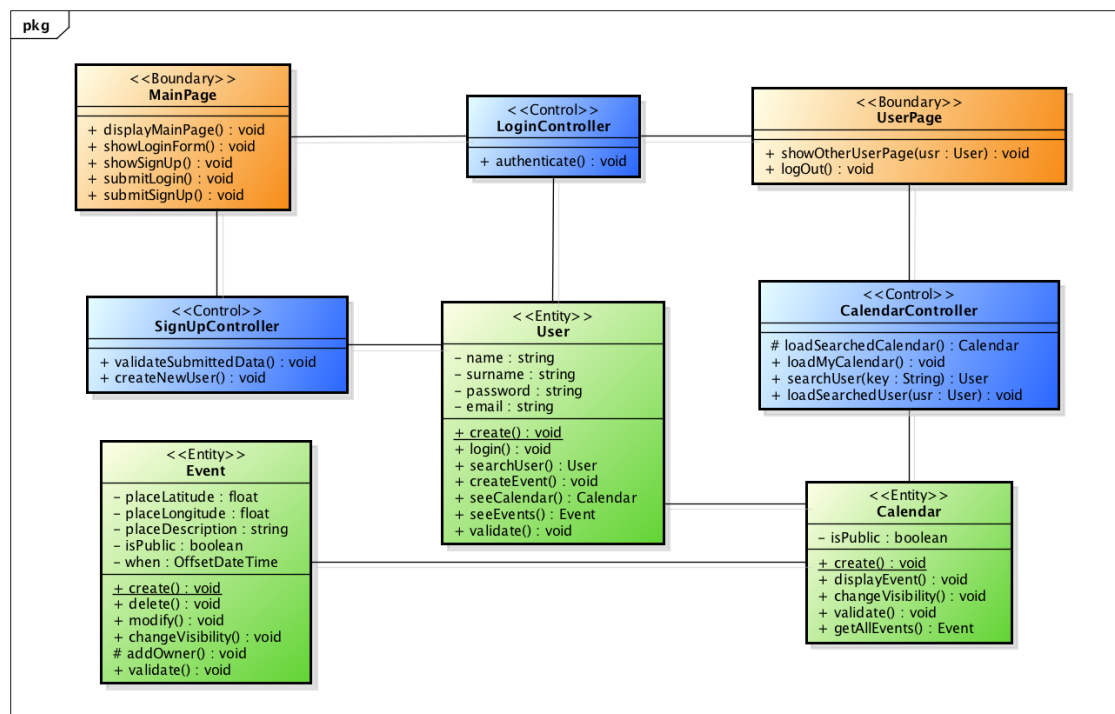 pkg
<<Boundary>>
MainPage
+ displayMainPage() : void
+ showLoginForm() : void
+ showSignUp() : void
+ submitLogin() : void
+ submitSignUp() : void
<<Control>>
LoginController
+ authenticate() : void
<<Boundary>>
UserPage
+ showOtherUserPage(usr : User) : void
+ logOut() : void
<<Control>>
SignUpController
+ validateSubmittedData() : void
+ createNewUser() : void
<<Entity>>
User
– name : string
– surname : string
– password : string
– email : string
+ create() : void
+ login() : void
+ searchUser() : User
+ createEvent() : void
+ seeCalendar() : Calendar
+ seeEvents() : Event
+ validate() : void
<<Control>>
CalendarController
# loadSearchedCalendar() : Calendar
+ loadMyCalendar() : void
+ searchUser(key : String) : User
+ loadSearchedUser(usr : User) : void
<<Entity>>
Event
– placeLatitude : float
– placeLongitude : float
– placeDescription : string
– isPublic : boolean
– when : OffsetDateTime
+ create() : void
+ delete() : void
+ modify() : void
+ changeVisibility() : void
# addOwner() : void
+ validate() : void
<<Entity>>
Calendar
– isPublic : boolean
+ create() : void
+ displayEvent() : void
+ changeVisibility() : void
+ validate() : void
+ getAllEvents() : Event